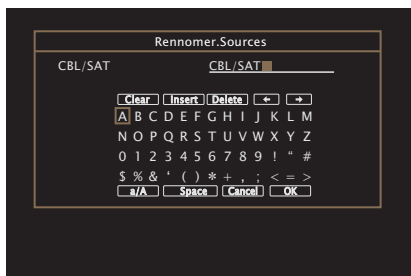 Rennomer.Sources
CBL/SAT CBL/SAT
Clear Insert Delete ← →
A B C D E F G H I J K L M
N O P Q R S T U V W X Y Z
0 1 2 3 4 5 6 7 8 9 ! “ #
$ % & ‘ ( ) * + , ; < = >
a/A Space Cancel OK